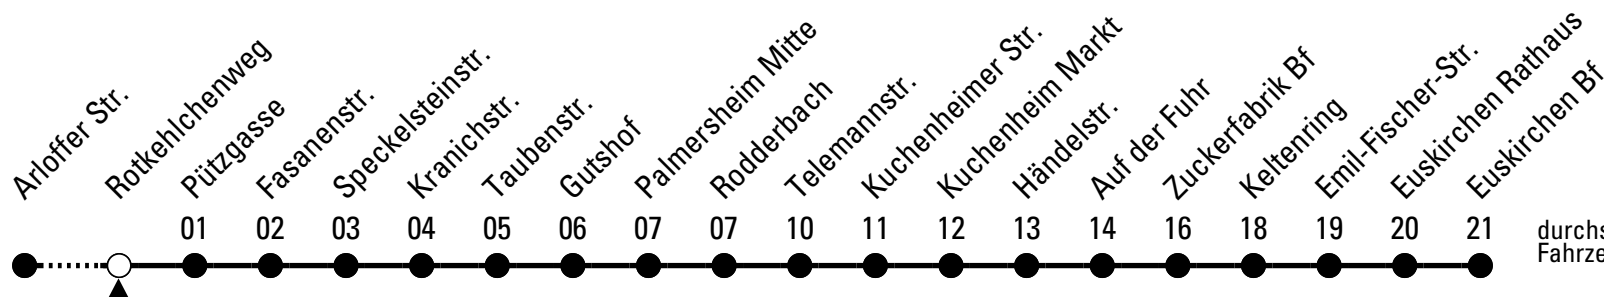 Arloffer Str.
Rotkehlchenweg
Pützgasse
Fasanenstr.
Speckelsteinstr.
Kranichstr.
Taubenstr.
Gutshof
Palmersheim Mitte
Rodderbach
Telemannstr.
Kuchenheimer Str.
Kuchenheim Markt
Händelstr.
Auf der Fuhr
Zuckerfabrik Bf
Keltenring
Emil-Fischer-Str.
Euskirchen Rathaus
Euskirchen Bf
01 02 03 04 05 06 07 07 10 11 12 13 14 16 18 19 20 21